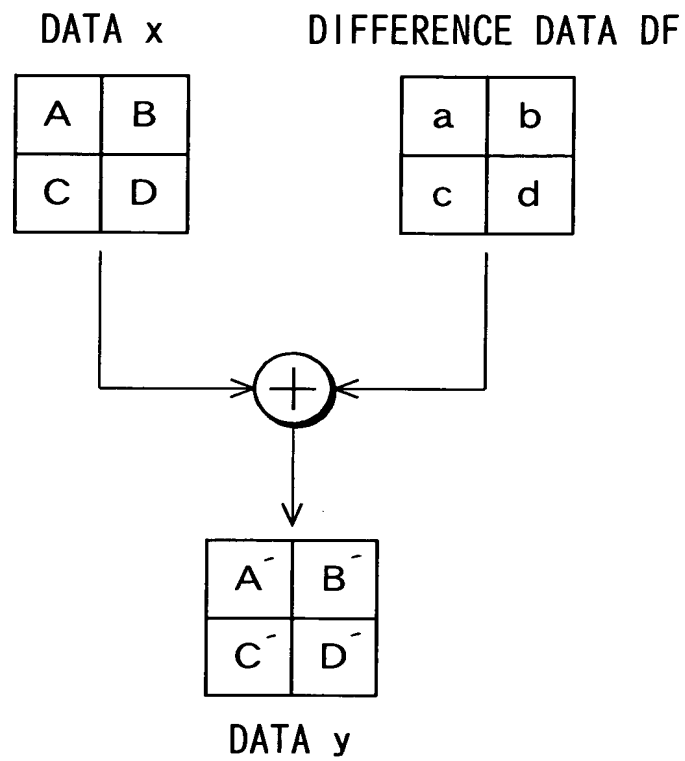 DATA x
DIFFERENCE DATA DF
A B
C D
a b
c d
+
A´ B´
C´ D´
DATA y